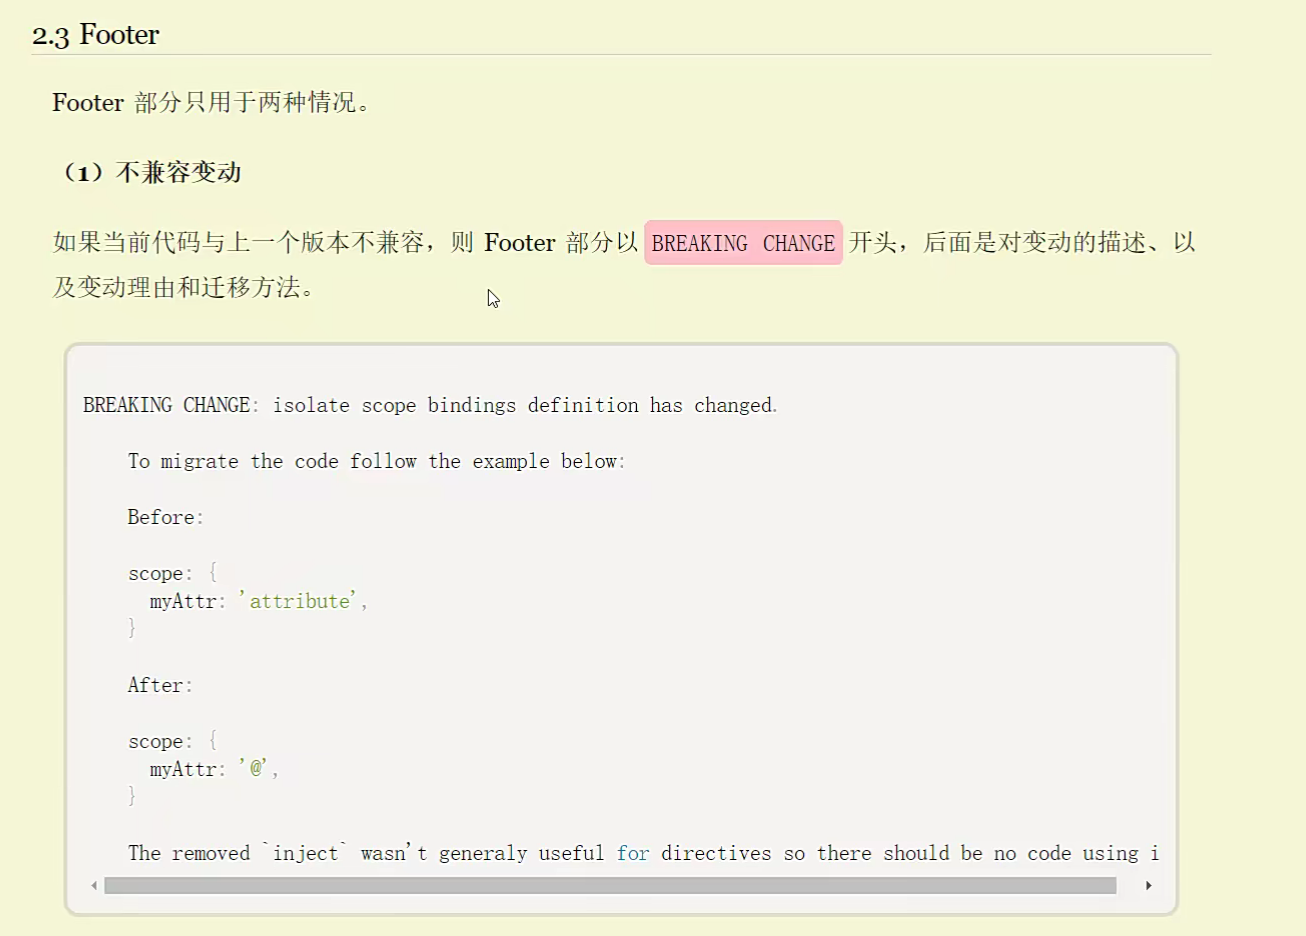 2.3 Footer
Footer 部分只用于两种情况。
（1）不兼容变动
如果当前代码与上一个版本不兼容，则 Footer 部分以 BREAKING CHANGE 开头，后面是对变动的描述、以
及变动理由和迁移方法。
BREAKING CHANGE: isolate scope bindings definition has changed.
To migrate the code follow the example below:
Before:
scope: {
myAttr: 'attribute',
}
After:
scope: {
myAttr: '@',
}
The removed `inject` wasn't generaly useful for directives so there should be no code using i